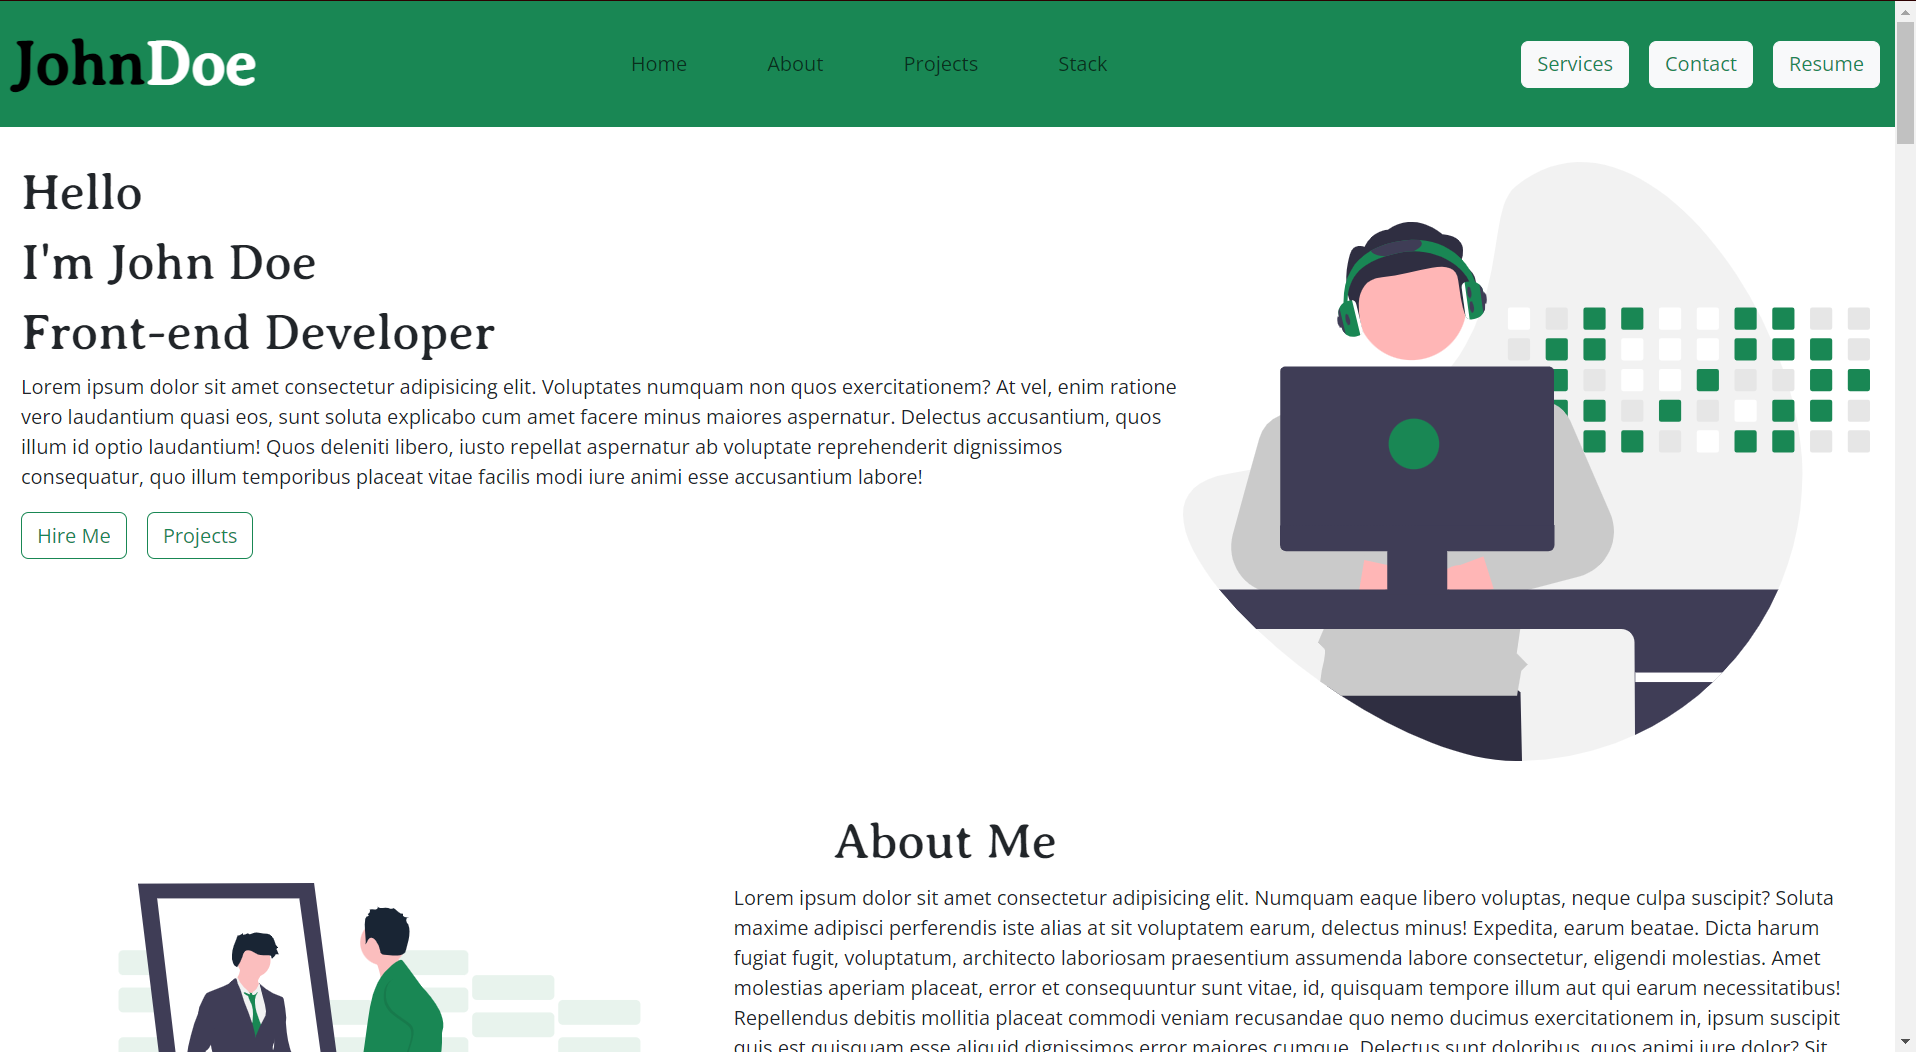 JohnDoe
Home About Projects Stack
Services Contact Resume
Hello
I'm John Doe
Front-end Developer
Lorem ipsum dolor sit amet consectetur adipisicing elit. Voluptates numquam non quos exercitationem? At vel, enim ratione
vero laudantium quasi eos, sunt soluta explicabo cum amet facere minus maiores aspernatur. Delectus accusantium, quos
illum id optio laudantium! Quos deleniti libero, iusto repellat aspernatur ab voluptate reprehenderit dignissimos
consequatur, quo illum temporibus placeat vitae facilis modi iure animi esse accusantium labore!
Hire Me Projects
About Me
Lorem ipsum dolor sit amet consectetur adipisicing elit. Numquam eaque libero voluptas, neque culpa suscipit? Soluta
maxime adipisci perferendis iste alias at sit voluptatem earum, delectus minus! Expedita, earum beatae. Dicta harum
fugiat fugit, voluptatum, architecto laboriosam praesentium assumenda labore consectetur, eligendi molestias. Amet
molestias aperiam placeat, error et consequuntur sunt vitae, id, quisquam tempore illum aut qui earum necessitatibus!
Repellendus debitis mollitia placeat commodi veniam recusandae quo nemo ducimus exercitationem in, ipsum suscipit
quis est quisquam esse aliquid dignissimos error maiores cumque. Delectus sunt doloribus, quos animi iure dolor? Sit